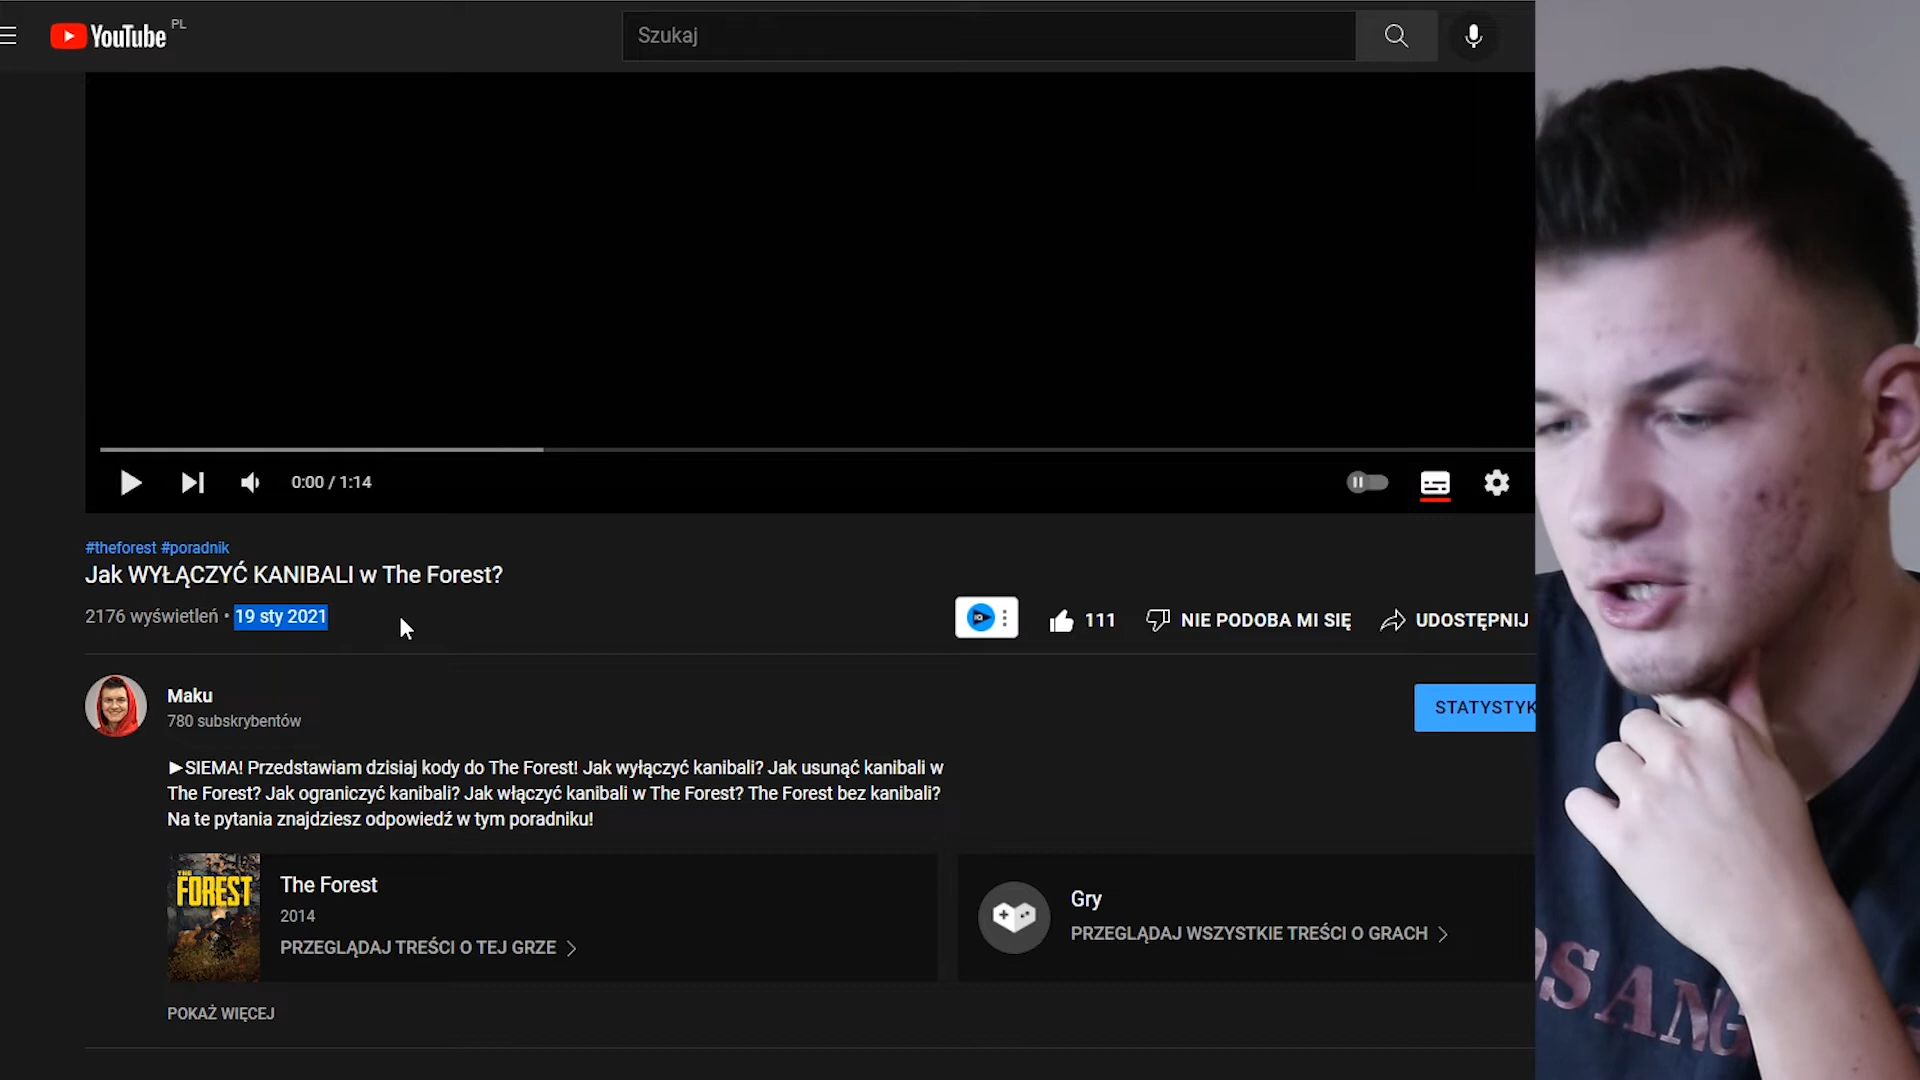 YouTube PL
Szukaj
0:00 / 1:14
#theforest #poradnik
Jak WYŁĄCZYĆ KANIBALI w The Forest?
2176 wyświetleń • 19 sty 2021
111
NIE PODOBA MI SIĘ
UDOSTĘPNIJ
Maku
780 subskrybentów
STATYSTYK
►SIEMA! Przedstawiam dzisiaj kody do The Forest! Jak wyłączyć kanibali? Jak usunąć kanibali w
The Forest? Jak ograniczyć kanibali? Jak włączyć kanibali w The Forest? The Forest bez kanibali?
Na te pytania znajdziesz odpowiedź w tym poradniku!
THE
FOREST
The Forest
2014
PRZEGLĄDAJ TREŚCI O TEJ GRZE
Gry
PRZEGLĄDAJ WSZYSTKIE TREŚCI O GRACH
POKAŻ WIĘCEJ